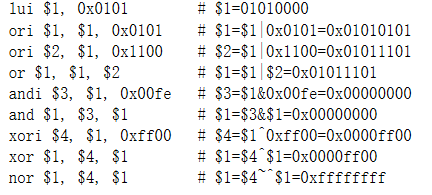 lui $1, 0x0101 # $1=01010000
ori $1, $1, 0x0101 # $1=$1|0x0101=0x01010101
ori $2, $1, 0x1100 # $2=$1|0x1100=0x01011101
or $1, $1, $2 # $1=$1|$2=0x01011101
andi $3, $1, 0x00fe # $3=$1&0x00fe=0x00000000
and $1, $3, $1 # $1=$3&$1=0x00000000
xori $4, $1, 0xff00 # $4=$1^0xff00=0x0000ff00
xor $1, $4, $1 # $1=$4^$1=0x0000ff00
nor $1, $4, $1 # $1=$4~^$1=0xffffffff